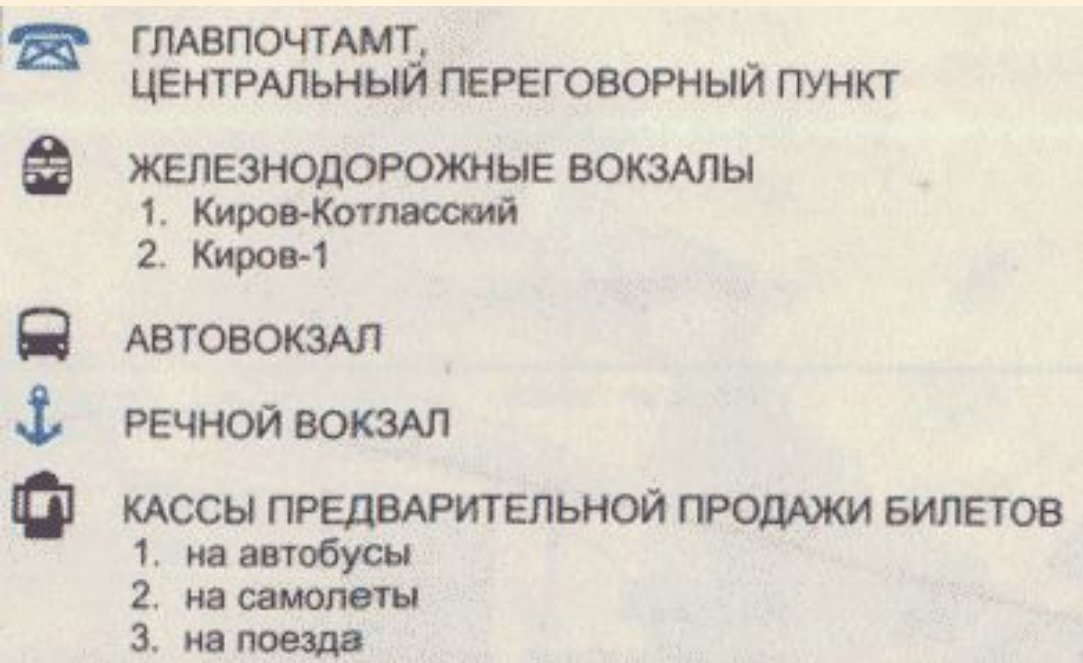 ГЛАВПОЧТАМТ,
ЦЕНТРАЛЬНЫЙ ПЕРЕГОВОРНЫЙ ПУНКТ
ЖЕЛЕЗНОДОРОЖНЫЕ ВОКЗАЛЫ
1. Киров-Котласский
2. Киров-1
АВТОВОКЗАЛ
РЕЧНОЙ ВОКЗАЛ
КАССЫ ПРЕДВАРИТЕЛЬНОЙ ПРОДАЖИ БИЛЕТОВ
1. на автобусы
2. на самолеты
3. на поезда